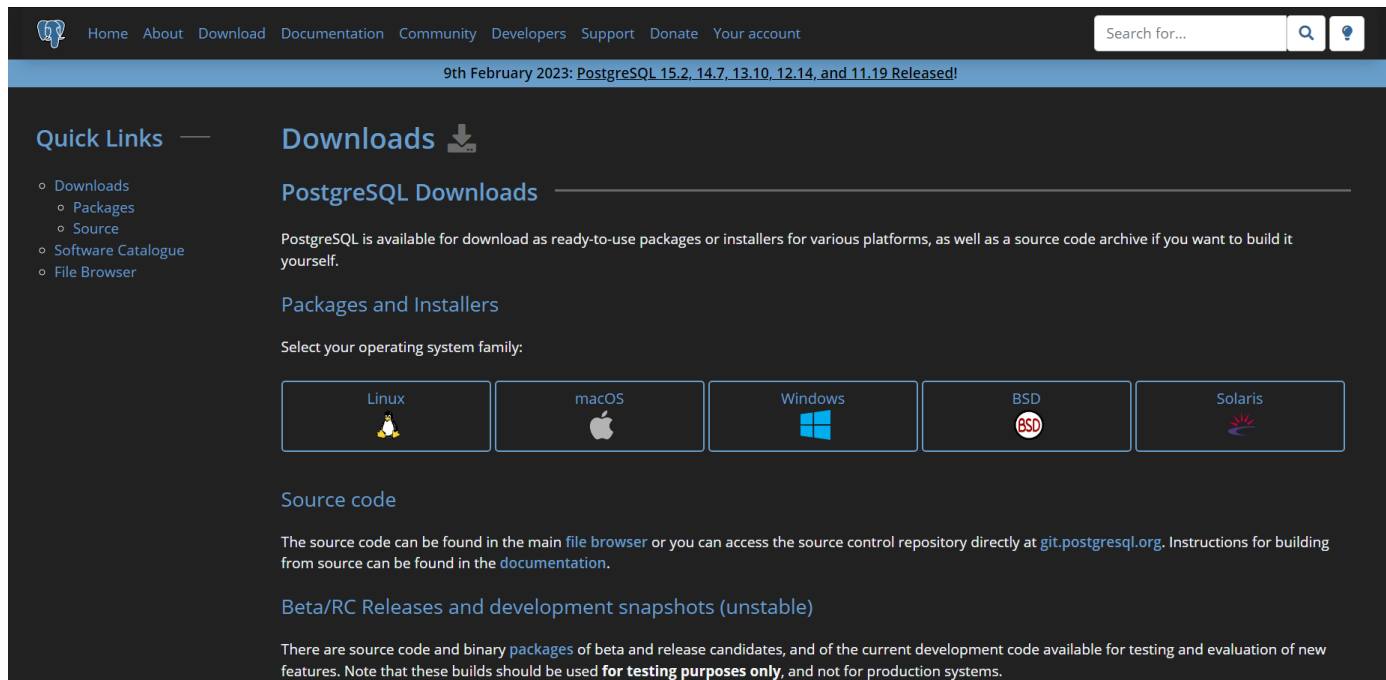 Home About Download Documentation Community Developers Support Donate Your account
Search for...
9th February 2023: PostgreSQL 15.2, 14.7, 13.10, 12.14, and 11.19 Released!
Quick Links
Downloads
Packages
Source
Software Catalogue
File Browser
Downloads
PostgreSQL Downloads
PostgreSQL is available for download as ready-to-use packages or installers for various platforms, as well as a source code archive if you want to build it
yourself.
Packages and Installers
Select your operating system family:
Linux
macOS
Windows
BSD
BSD
Solaris
Source code
The source code can be found in the main file browser or you can access the source control repository directly at git.postgresql.org. Instructions for building
from source can be found in the documentation.
Beta/RC Releases and development snapshots (unstable)
There are source code and binary packages of beta and release candidates, and of the current development code available for testing and evaluation of new
features. Note that these builds should be used for testing purposes only, and not for production systems.